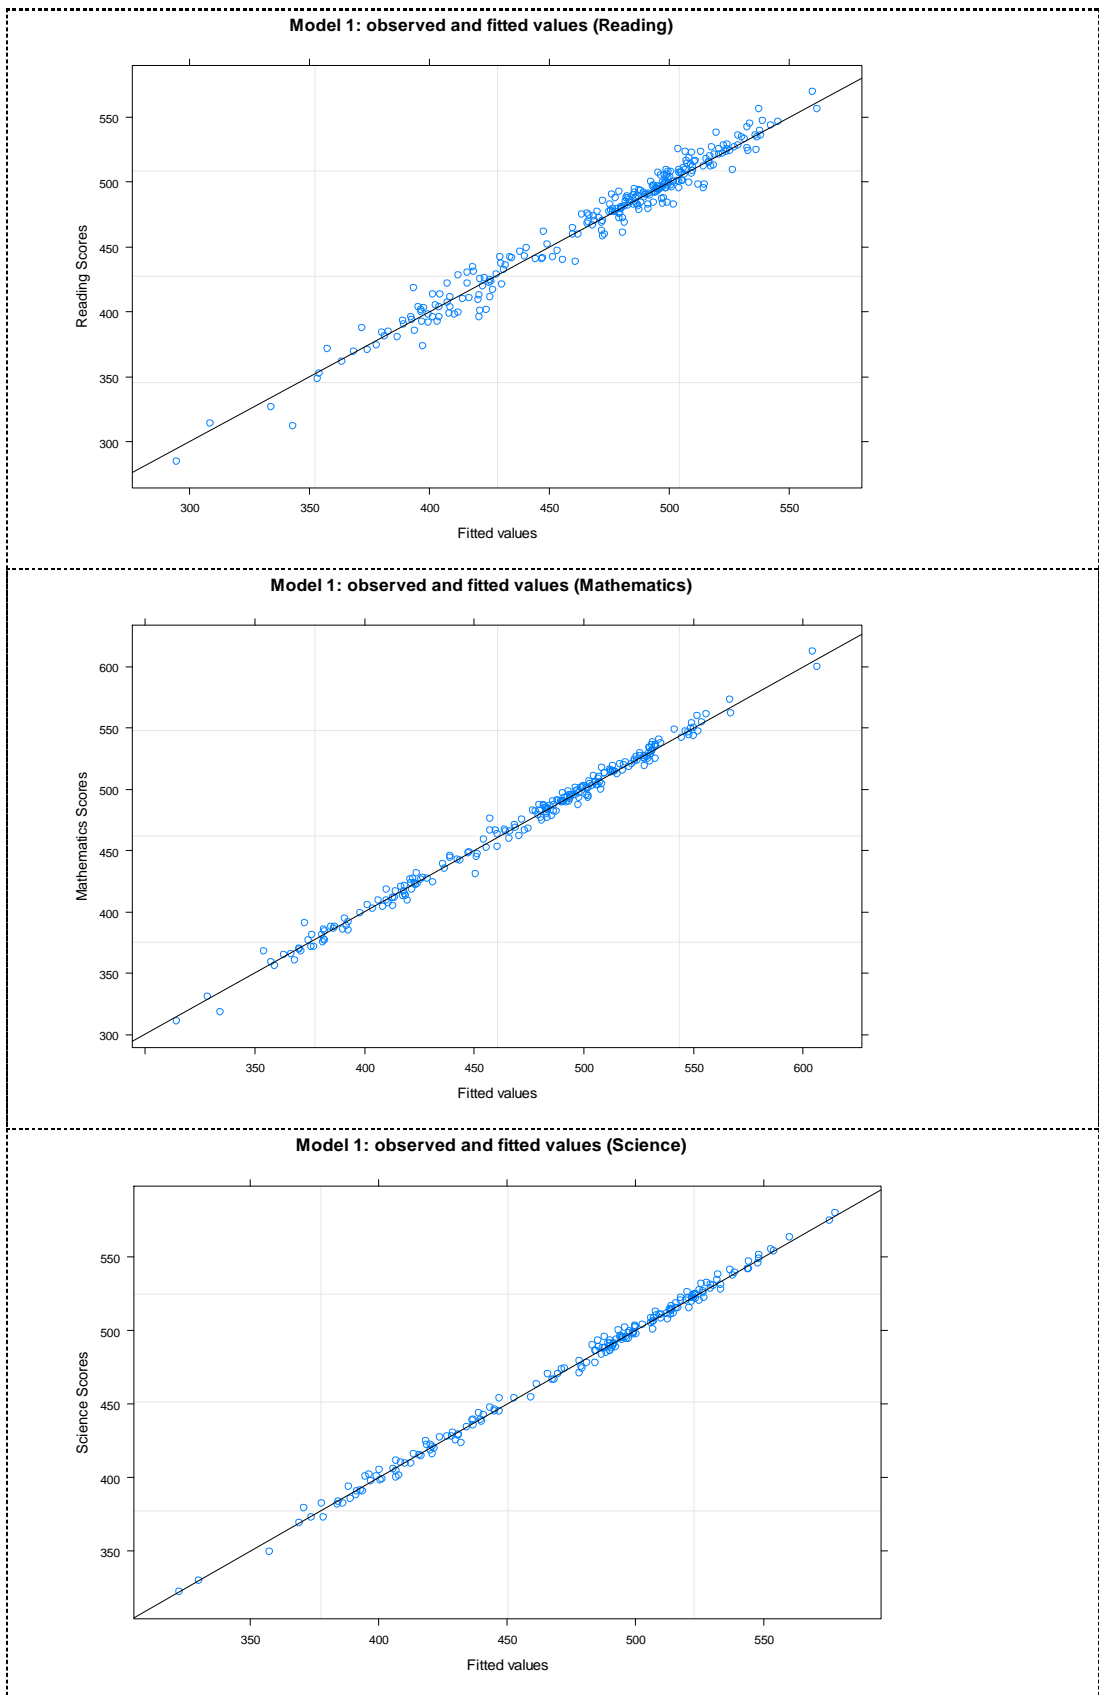 Model 1: observed and fitted values (Reading)
550
500
450
400
350
300
Reading Scores
300 350 400 450 500 550
Fitted values
Model 1: observed and fitted values (Mathematics)
600
550
500
450
400
350
300
Mathematics Scores
350 400 450 500 550 600
Fitted values
Model 1: observed and fitted values (Science)
550
500
450
400
350
Science Scores
350 400 450 500 550
Fitted values